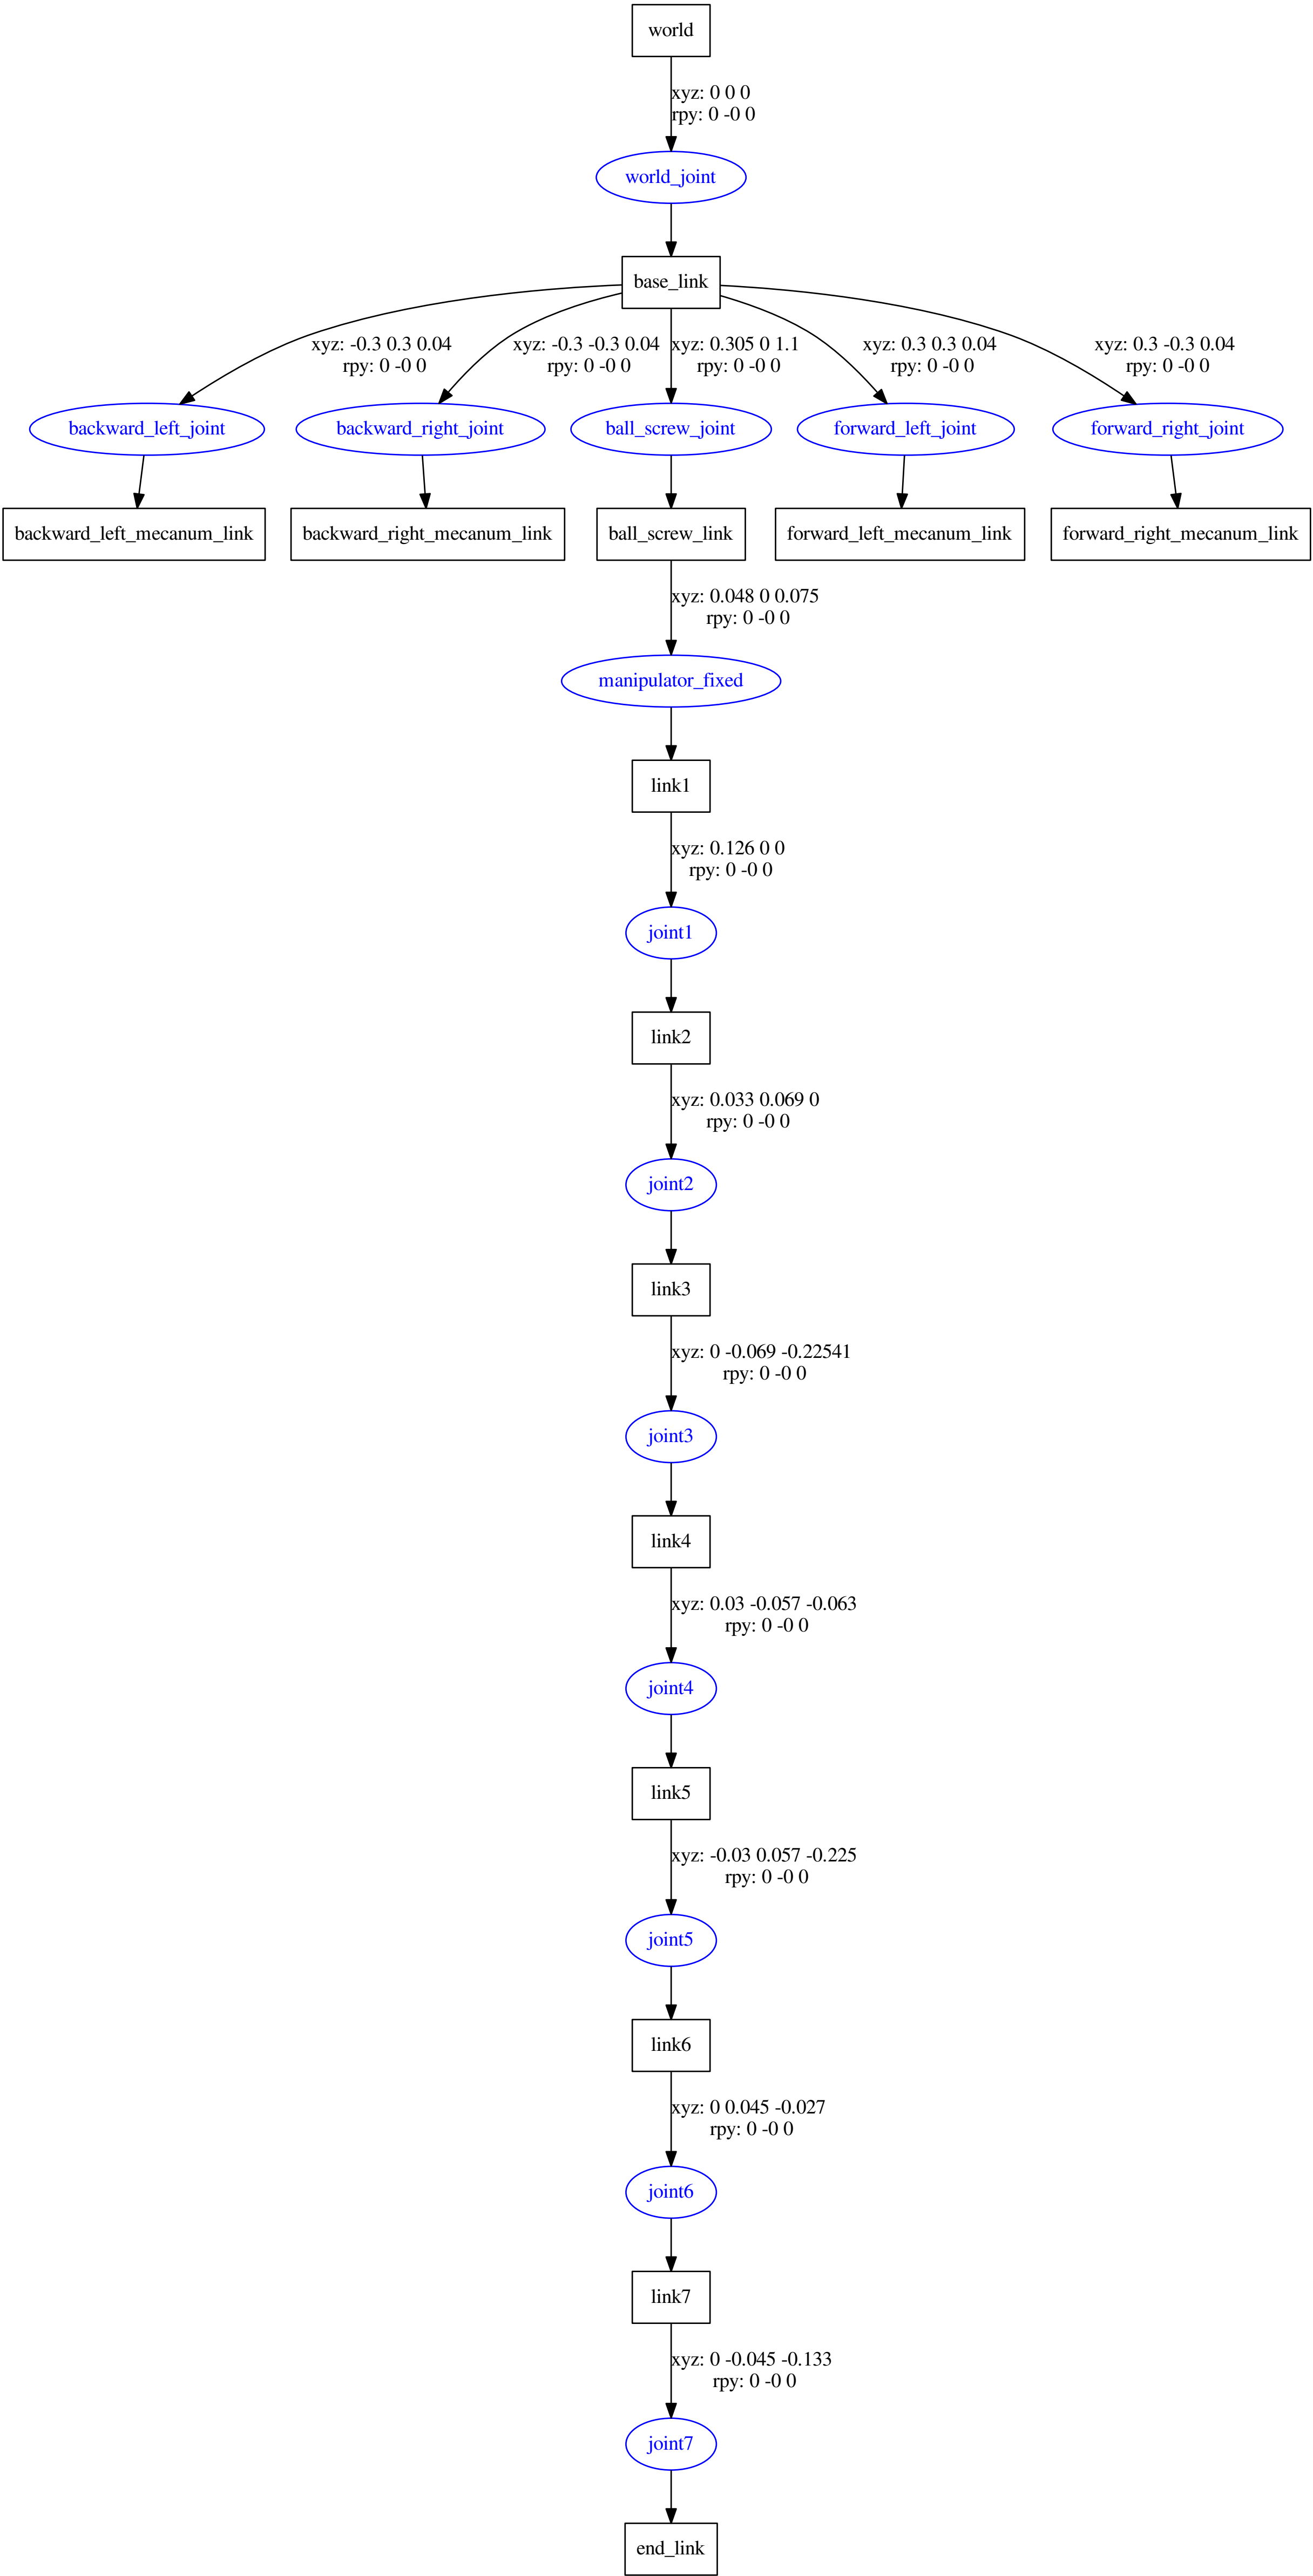 world
xyz: 0 0 0
rpy: 0 -0 0
world_joint
base_link
xyz: -0.3 0.3 0.04
rpy: 0 -0 0
xyz: -0.3 -0.3 0.04
rpy: 0 -0 0
xyz: 0.305 0 1.1
rpy: 0 -0 0
xyz: 0.3 0.3 0.04
rpy: 0 -0 0
xyz: 0.3 -0.3 0.04
rpy: 0 -0 0
backward_left_joint
backward_right_joint
ball_screw_joint
forward_left_joint
forward_right_joint
backward_left_mecanum_link
backward_right_mecanum_link
ball_screw_link
forward_left_mecanum_link
forward_right_mecanum_link
xyz: 0.048 0 0.075
rpy: 0 -0 0
manipulator_fixed
link1
xyz: 0.126 0 0
rpy: 0 -0 0
joint1
link2
xyz: 0.033 0.069 0
rpy: 0 -0 0
joint2
link3
xyz: 0 -0.069 -0.22541
rpy: 0 -0 0
joint3
link4
xyz: 0.03 -0.057 -0.063
rpy: 0 -0 0
joint4
link5
xyz: -0.03 0.057 -0.225
rpy: 0 -0 0
joint5
link6
xyz: 0 0.045 -0.027
rpy: 0 -0 0
joint6
link7
xyz: 0 -0.045 -0.133
rpy: 0 -0 0
joint7
end_link